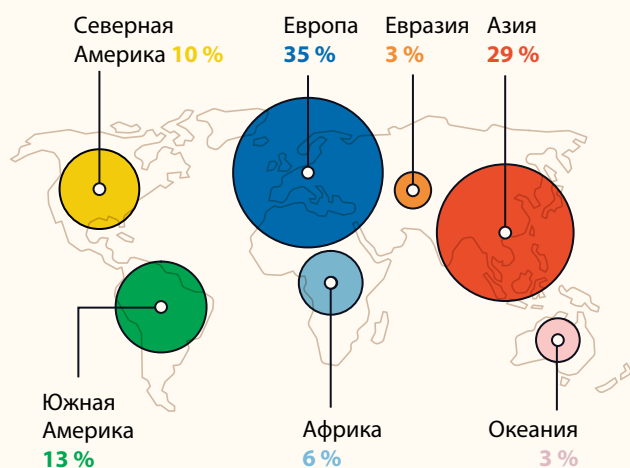 Северная
Америка 10 %
Европа
35 %
Евразия
3 %
Азия
29 %
Южная
Америка
13 %
Африка
6 %
Океания
3 %